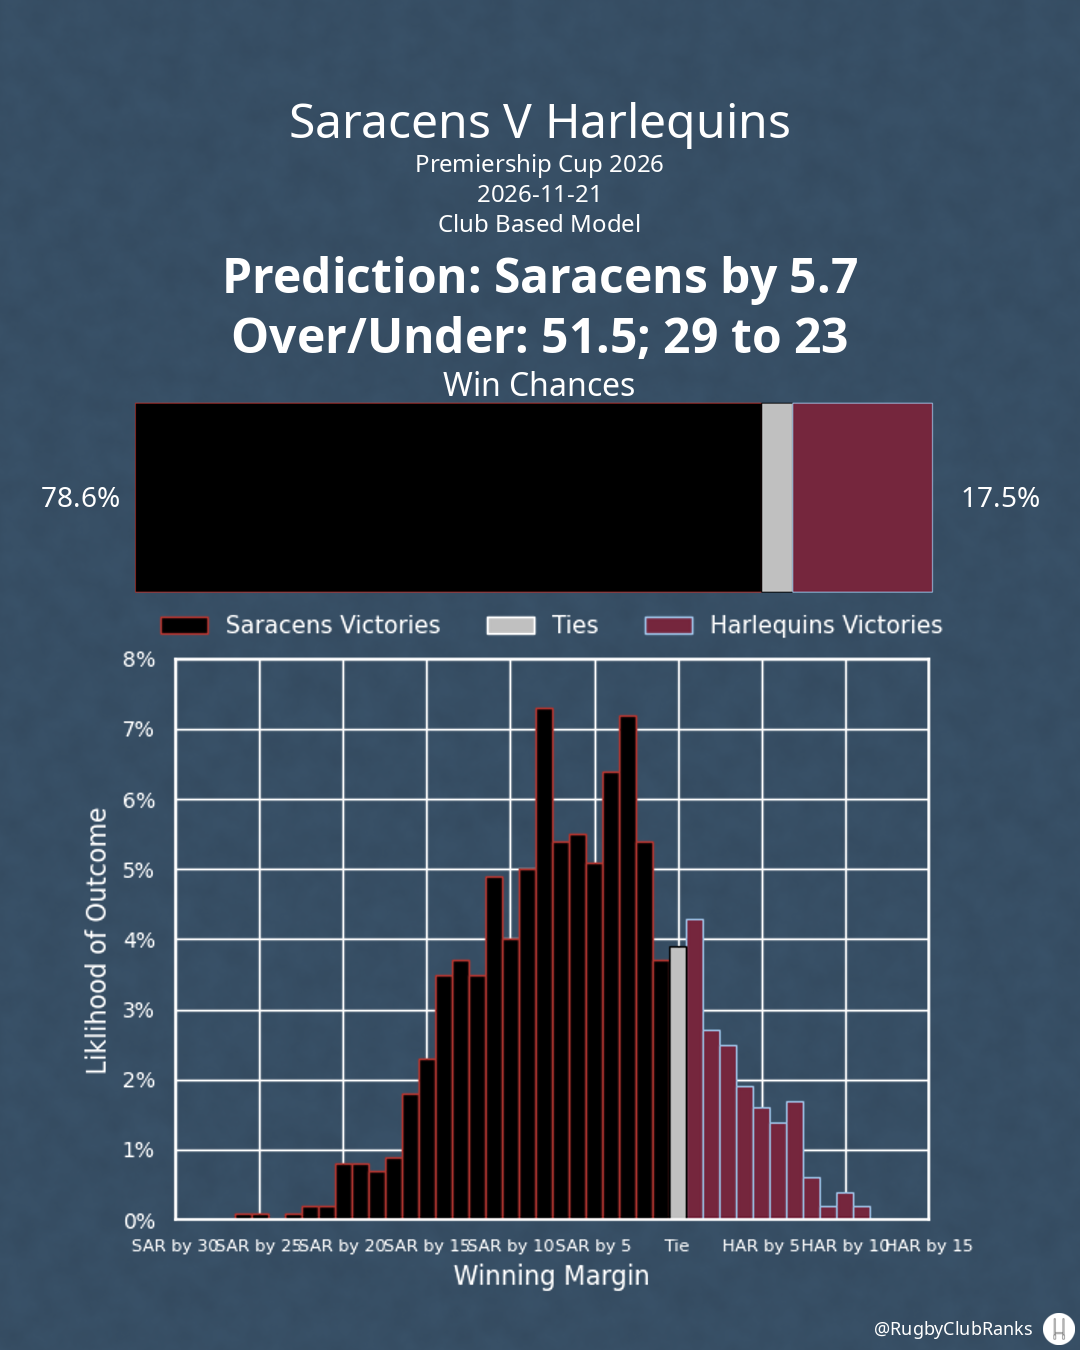 Saracens V Harlequins
Premiership Cup 2026
2026-11-21
Club Based Model
Prediction: Saracens by 5.7
Over/Under: 51.5; 29 to 23
Win Chances
78.6%
17.5%
Saracens Victories
Ties
Harlequins Victories
8%
7%
6%
5%
4%
3%
2%
1%
0%
Liklihood of Outcome
SAR by 30
SAR by 25
SAR by 20
SAR by 15
SAR by 10
SAR by 5
Tie
HAR by 5
HAR by 10
HAR by 15
Winning Margin
@RugbyClubRanks